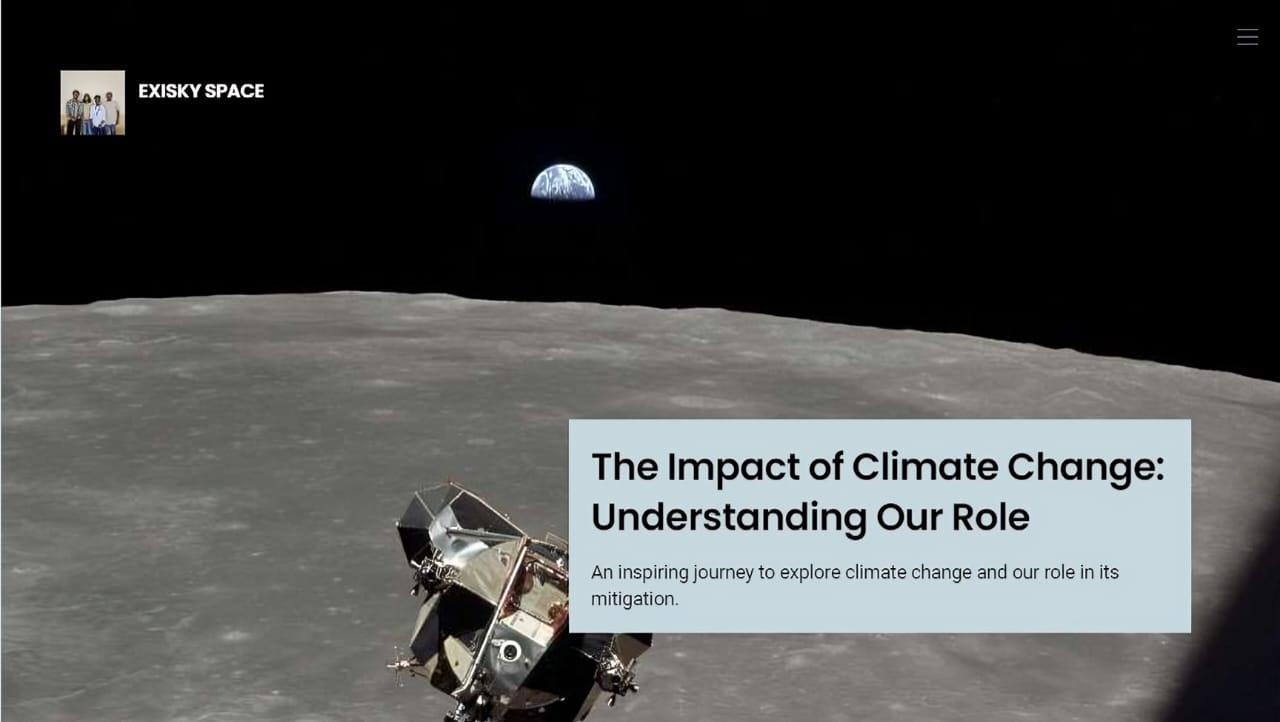 EXISKY SPACE
The Impact of Climate Change:
Understanding Our Role
An inspiring journey to explore climate change and our role in its
mitigation.